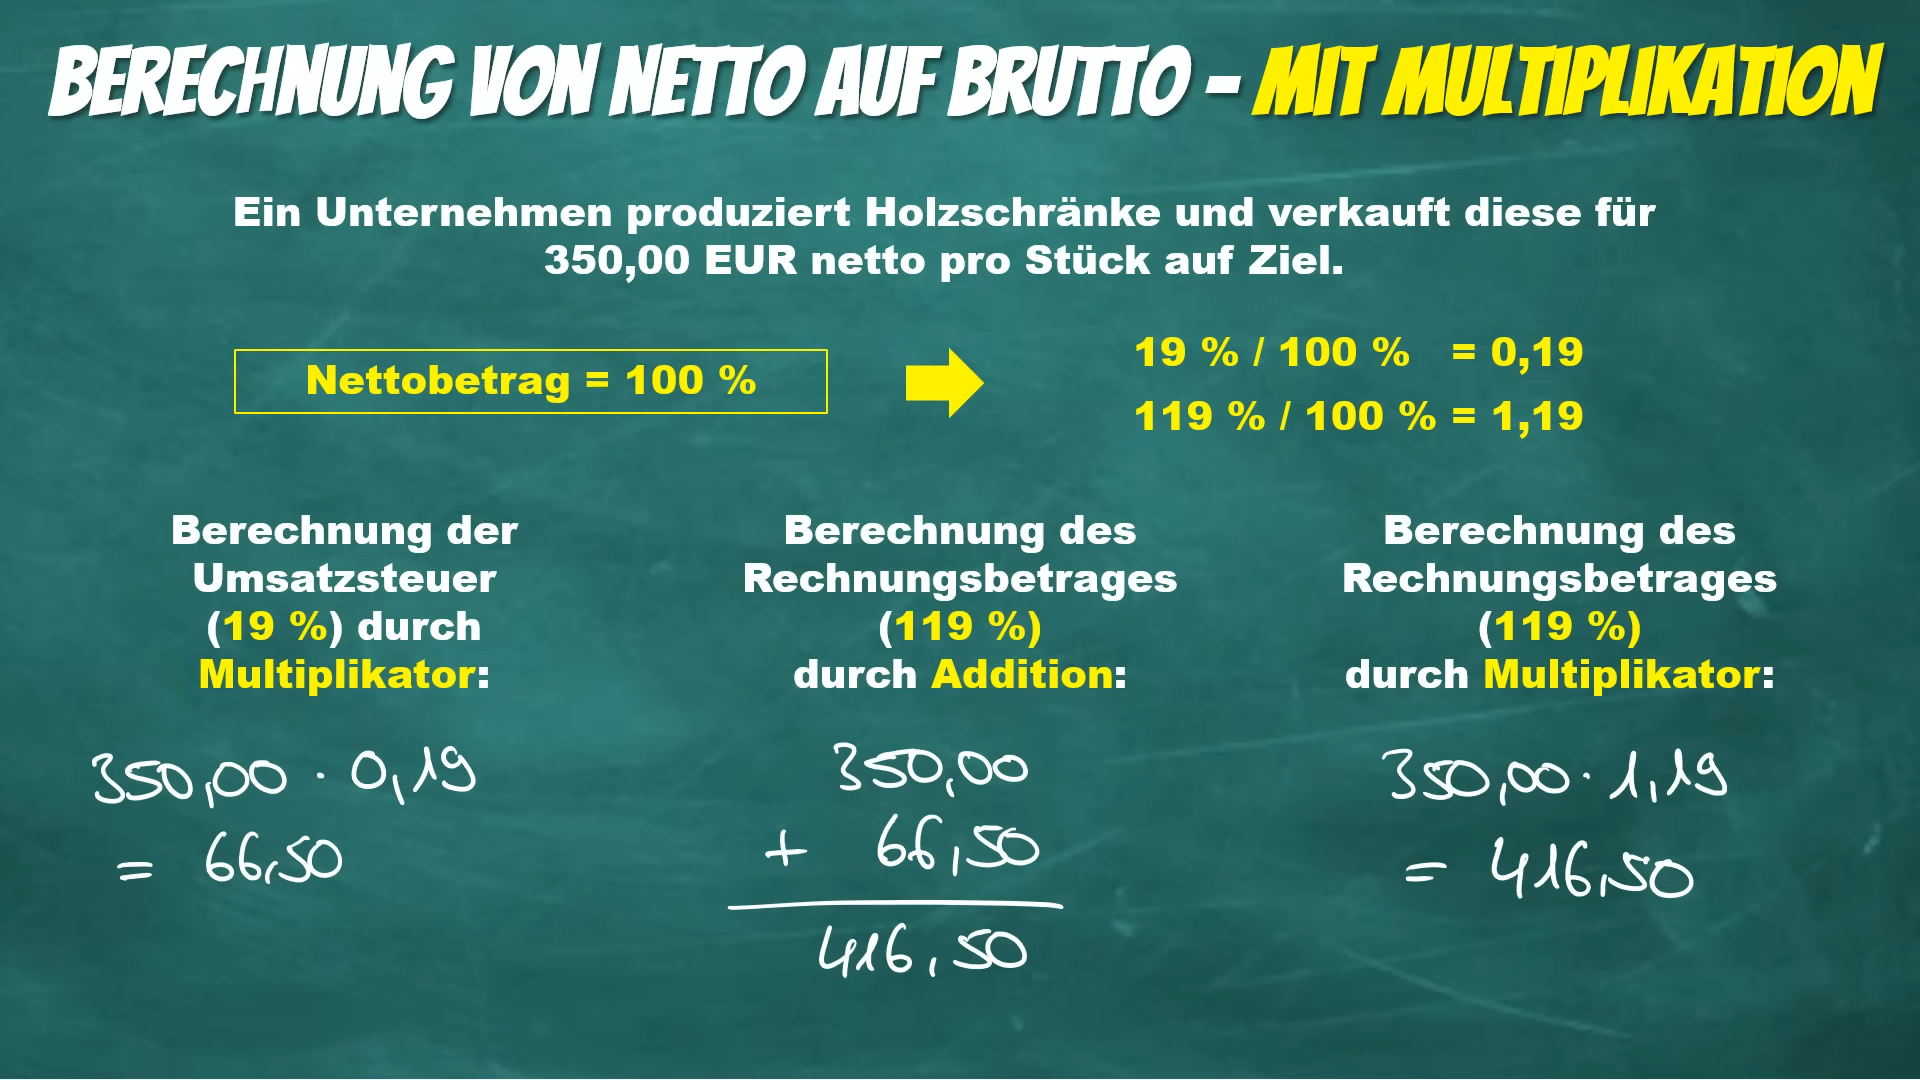 BERECHNUNG VON NETTO AUF BRUTTO – MIT MULTIPLIKATION
Ein Unternehmen produziert Holzschränke und verkauft diese für
350,00 EUR netto pro Stück auf Ziel.
Nettobetrag = 100 %
19 % / 100 % = 0,19
119 % / 100 % = 1,19
Berechnung der
Umsatzsteuer
(19 %) durch
Multiplikator:
350,00 · 0,19
= 66,50
Berechnung des
Rechnungsbetrages
(119 %)
durch Addition:
350,00
+ 66,50
416,50
Berechnung des
Rechnungsbetrages
(119 %)
durch Multiplikator:
350,00 · 1,19
= 416,50